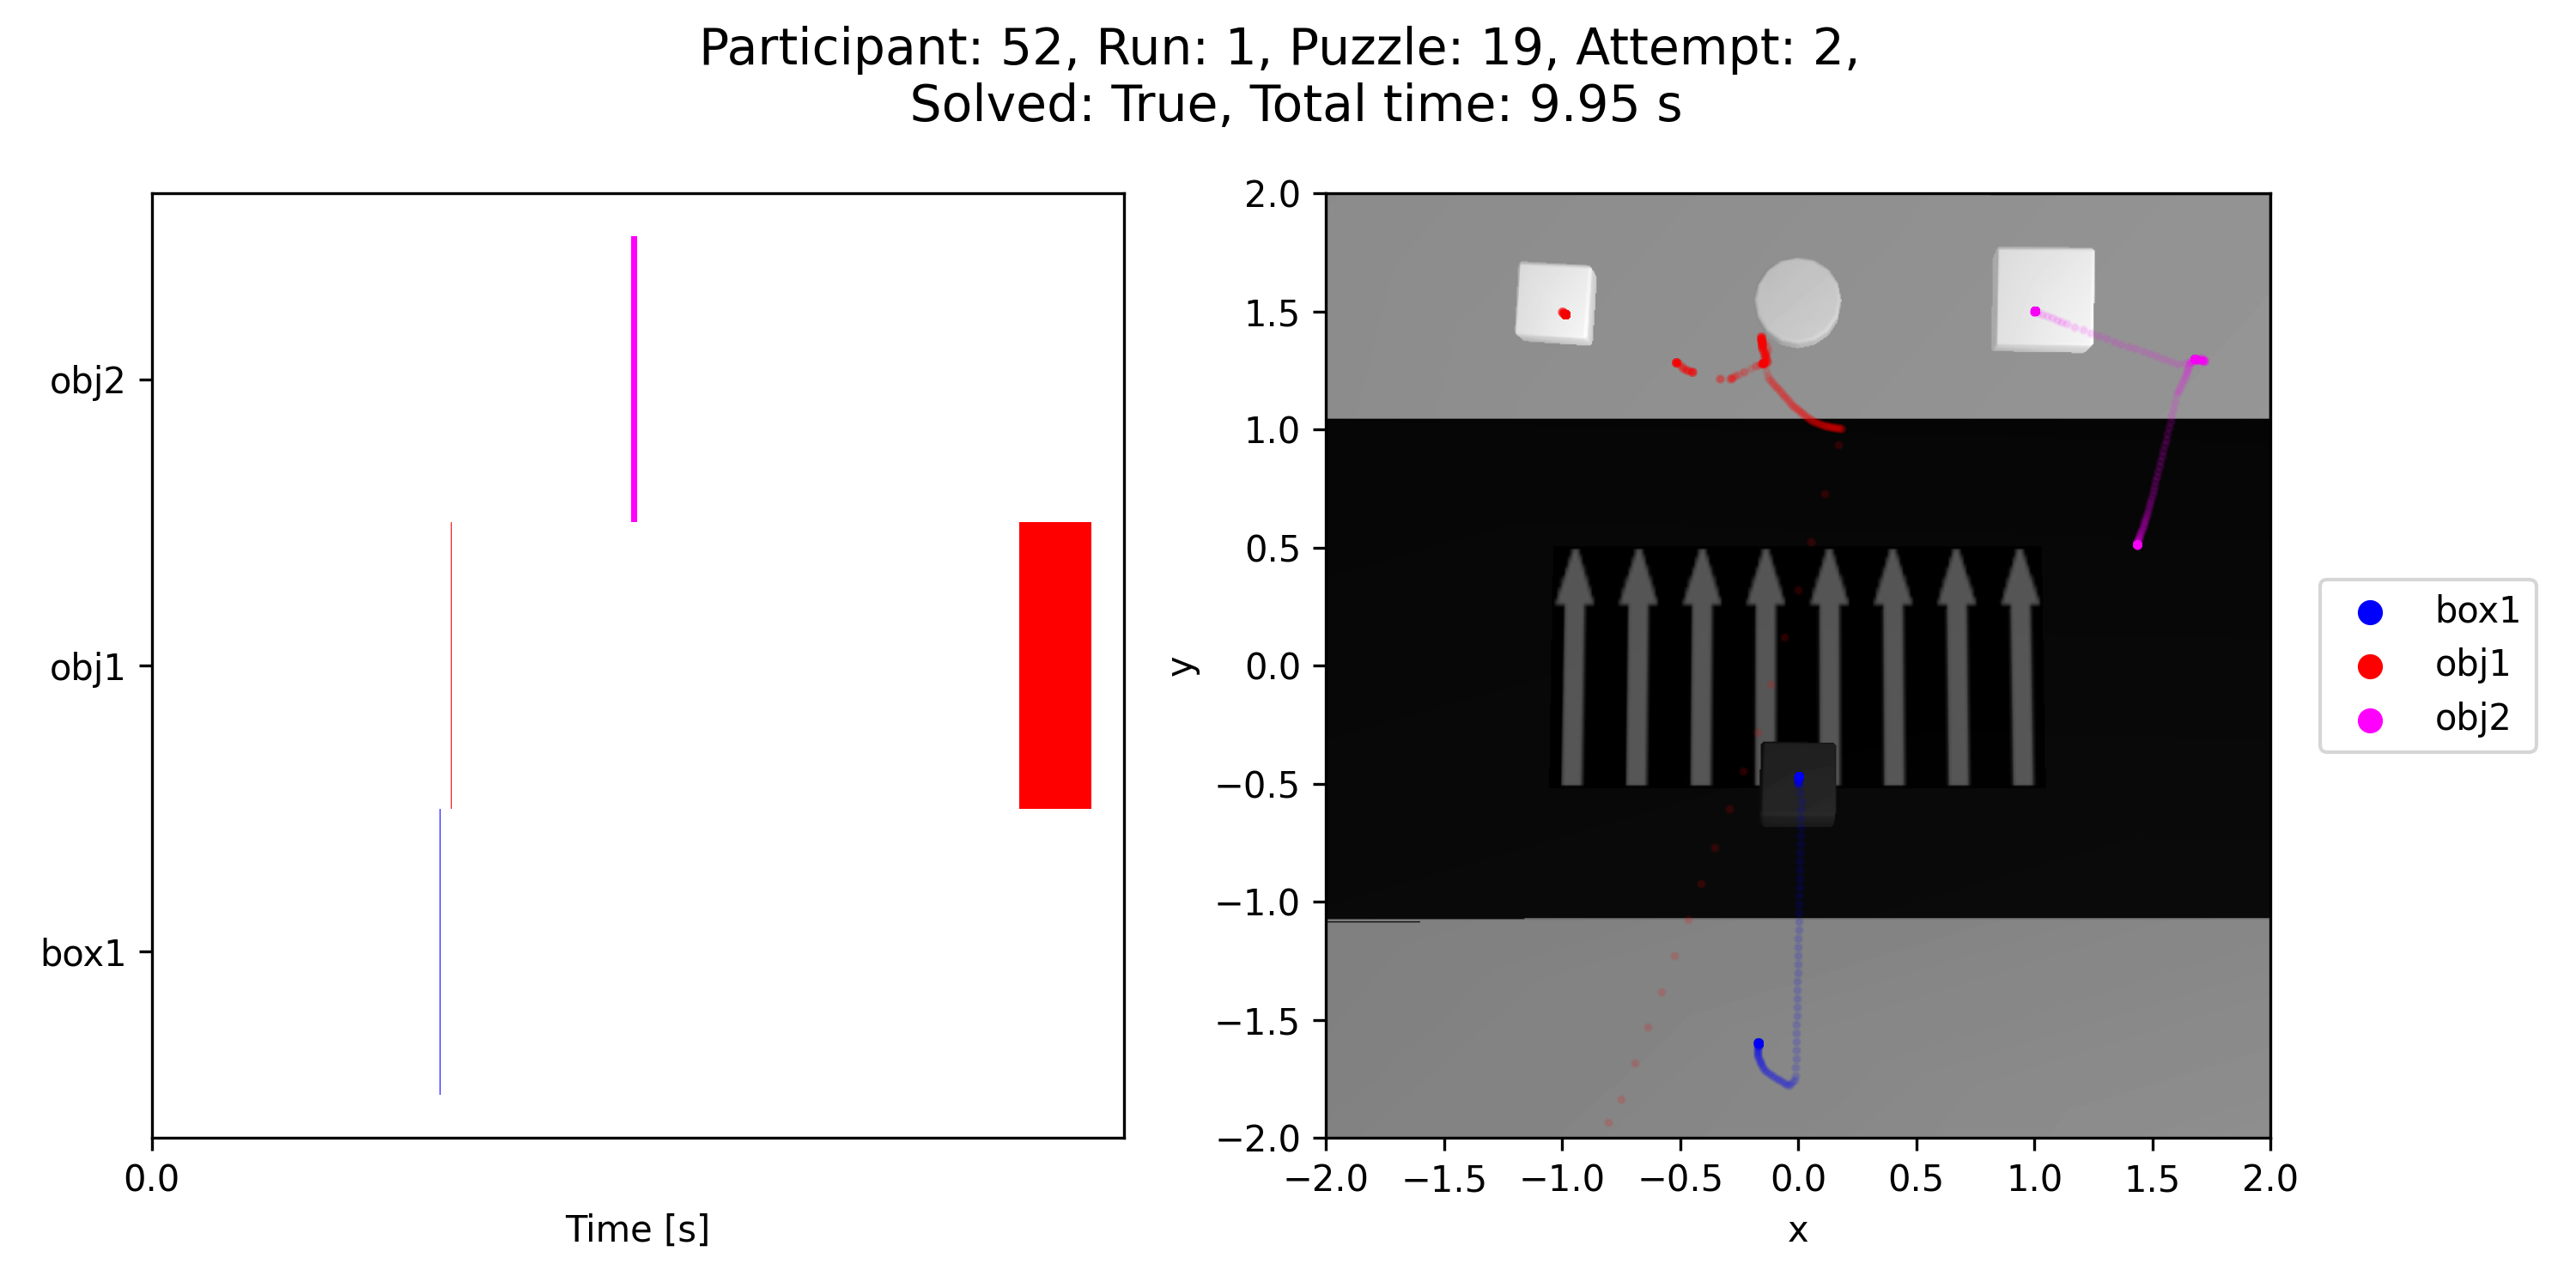 Participant: 52, Run: 1, Puzzle: 19, Attempt: 2,
Solved: True, Total time: 9.95 s
obj2
obj1
box1
0.0
Time [s]
2.0
1.5
1.0
0.5
0.0
−0.5
−1.0
−1.5
−2.0
y
−2.0 −1.5 −1.0 −0.5 0.0 0.5 1.0 1.5 2.0
x
box1
obj1
obj2